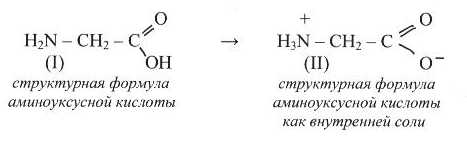 +
O O
H₂N – CH₂ – C → H₃N – CH₂ – C
(I) OH (II) O⁻
структурная формула структурная формула
аминоуксусной кислоты аминоуксусной кислоты
как внутренней соли